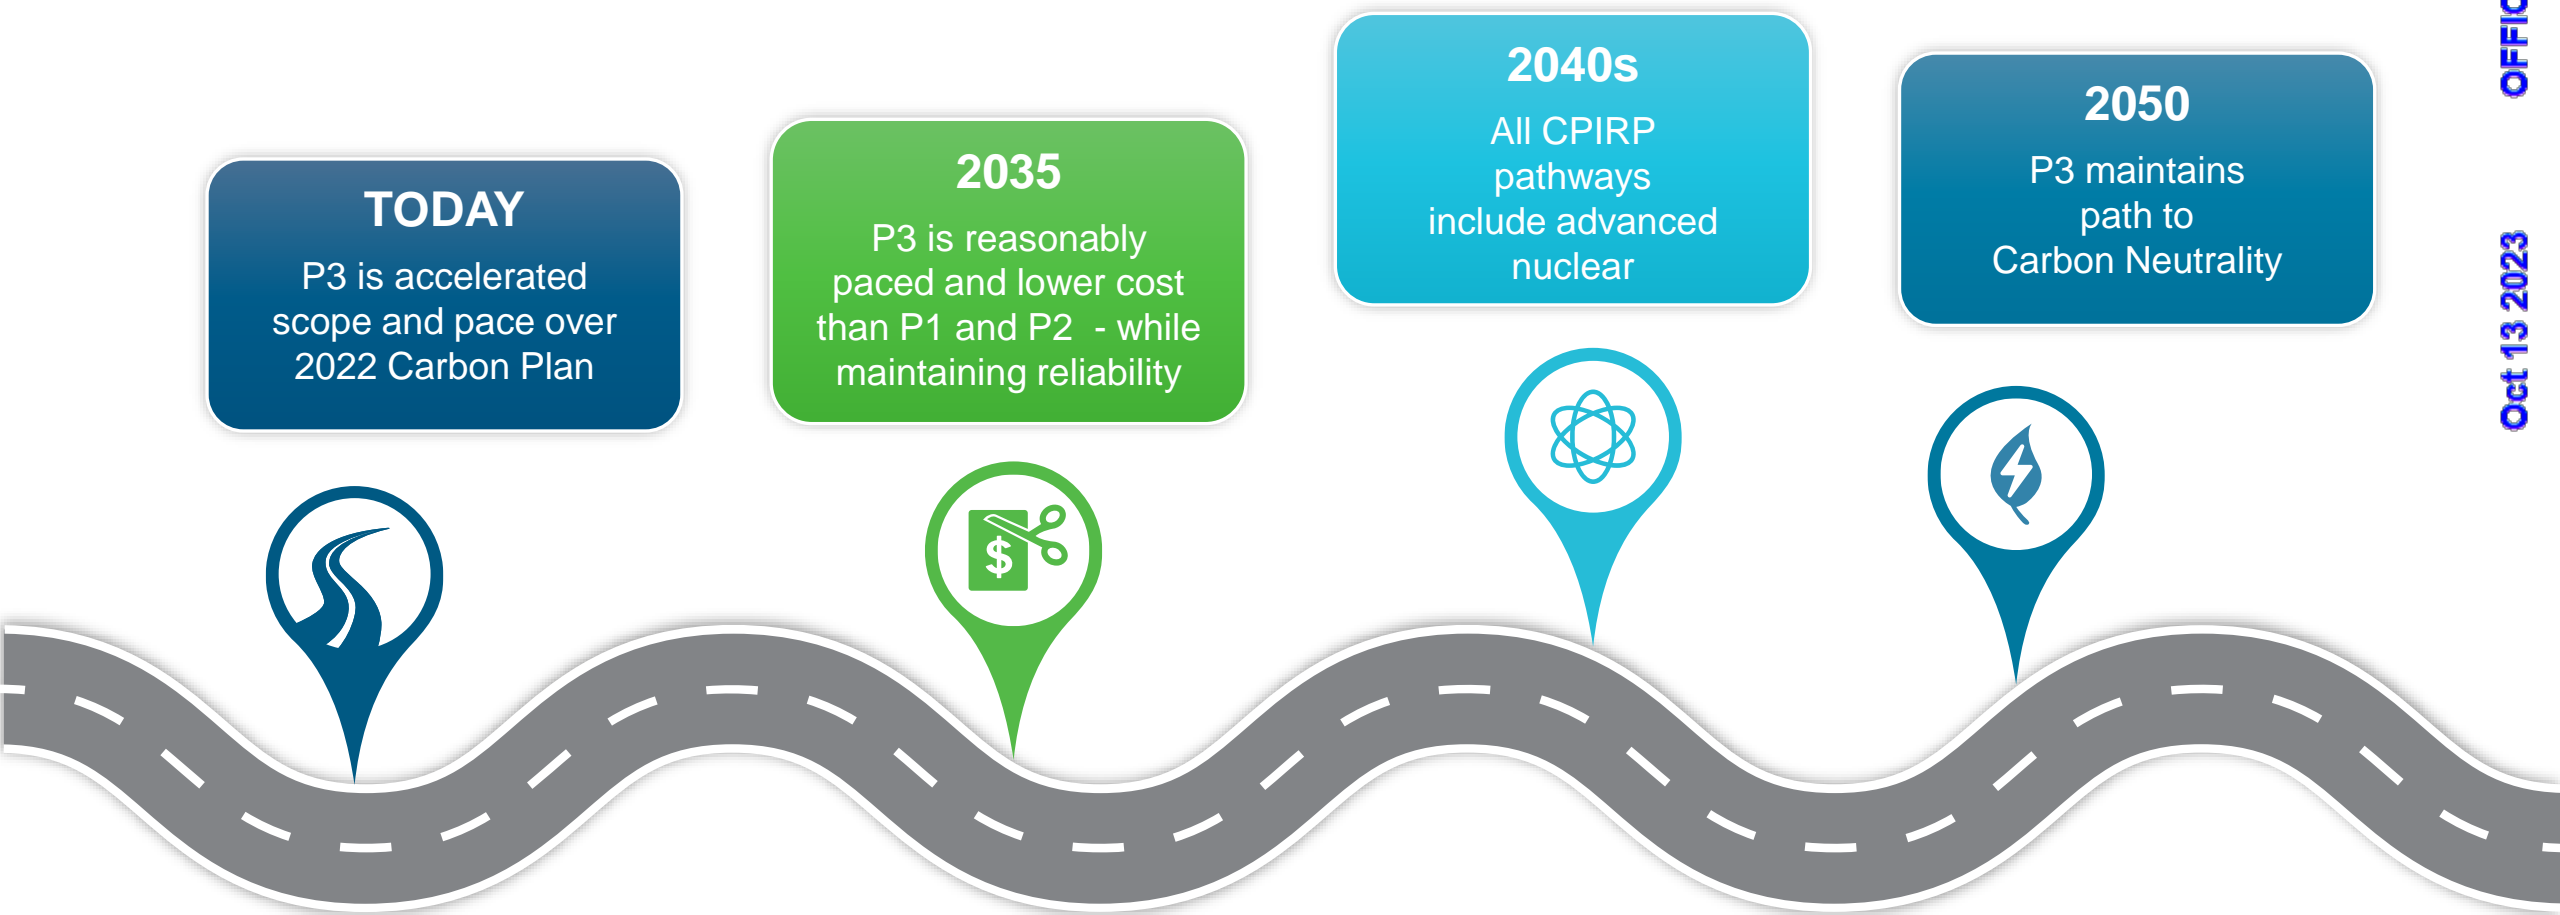 TODAY
P3 is accelerated
scope and pace over
2022 Carbon Plan
2035
P3 is reasonably
paced and lower cost
than P1 and P2 - while
maintaining reliability
$
2040s
All CPIRP
pathways
include advanced
nuclear
2050
P3 maintains
path to
Carbon Neutrality
Oct 13 2023